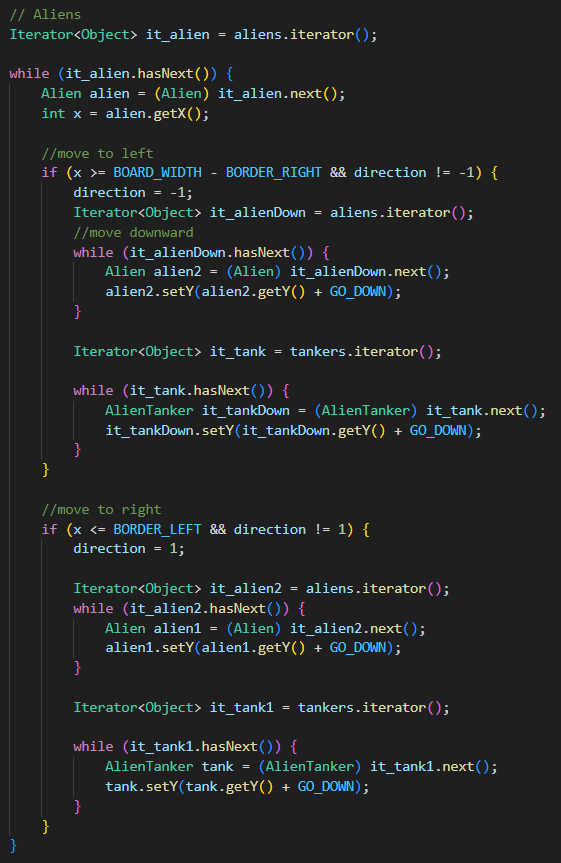 // Aliens
Iterator<Object> it_alien = aliens.iterator();

while (it_alien.hasNext()) {
    Alien alien = (Alien) it_alien.next();
    int x = alien.getX();

    //move to left
    if (x >= BOARD_WIDTH - BORDER_RIGHT && direction != -1) {
        direction = -1;
        Iterator<Object> it_alienDown = aliens.iterator();
        //move downward
        while (it_alienDown.hasNext()) {
            Alien alien2 = (Alien) it_alienDown.next();
            alien2.setY(alien2.getY() + GO_DOWN);
        }

        Iterator<Object> it_tank = tankers.iterator();

        while (it_tank.hasNext()) {
            AlienTanker it_tankDown = (AlienTanker) it_tank.next();
            it_tankDown.setY(it_tankDown.getY() + GO_DOWN);
        }
    }

    //move to right
    if (x <= BORDER_LEFT && direction != 1) {
        direction = 1;

        Iterator<Object> it_alien2 = aliens.iterator();
        while (it_alien2.hasNext()) {
            Alien alien1 = (Alien) it_alien2.next();
            alien1.setY(alien1.getY() + GO_DOWN);
        }

        Iterator<Object> it_tank1 = tankers.iterator();

        while (it_tank1.hasNext()) {
            AlienTanker tank = (AlienTanker) it_tank1.next();
            tank.setY(tank.getY() + GO_DOWN);
        }
    }
}